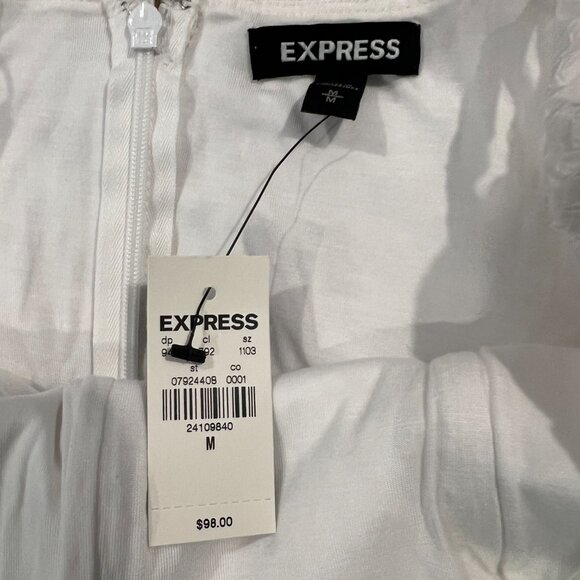 EXPRESS
M
M
EXPRESS
dp cl sz
1103
st co
07924408 0001
24109840
M
$98.00